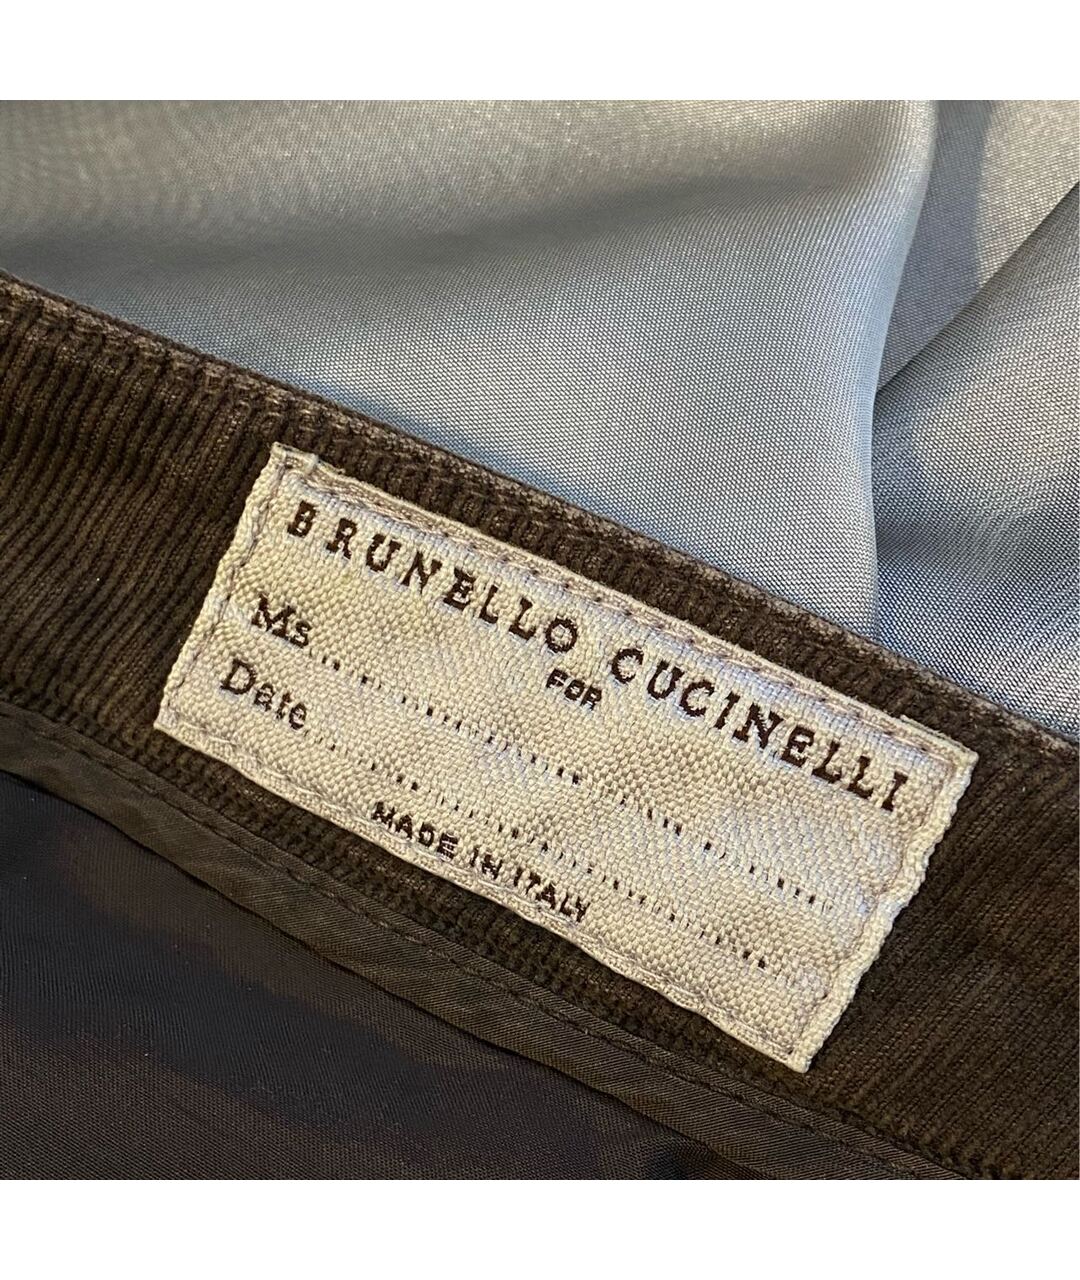 BRUNELLO CUCINELLI
FOR
Ms..............................
Date..............................
MADE IN ITALY